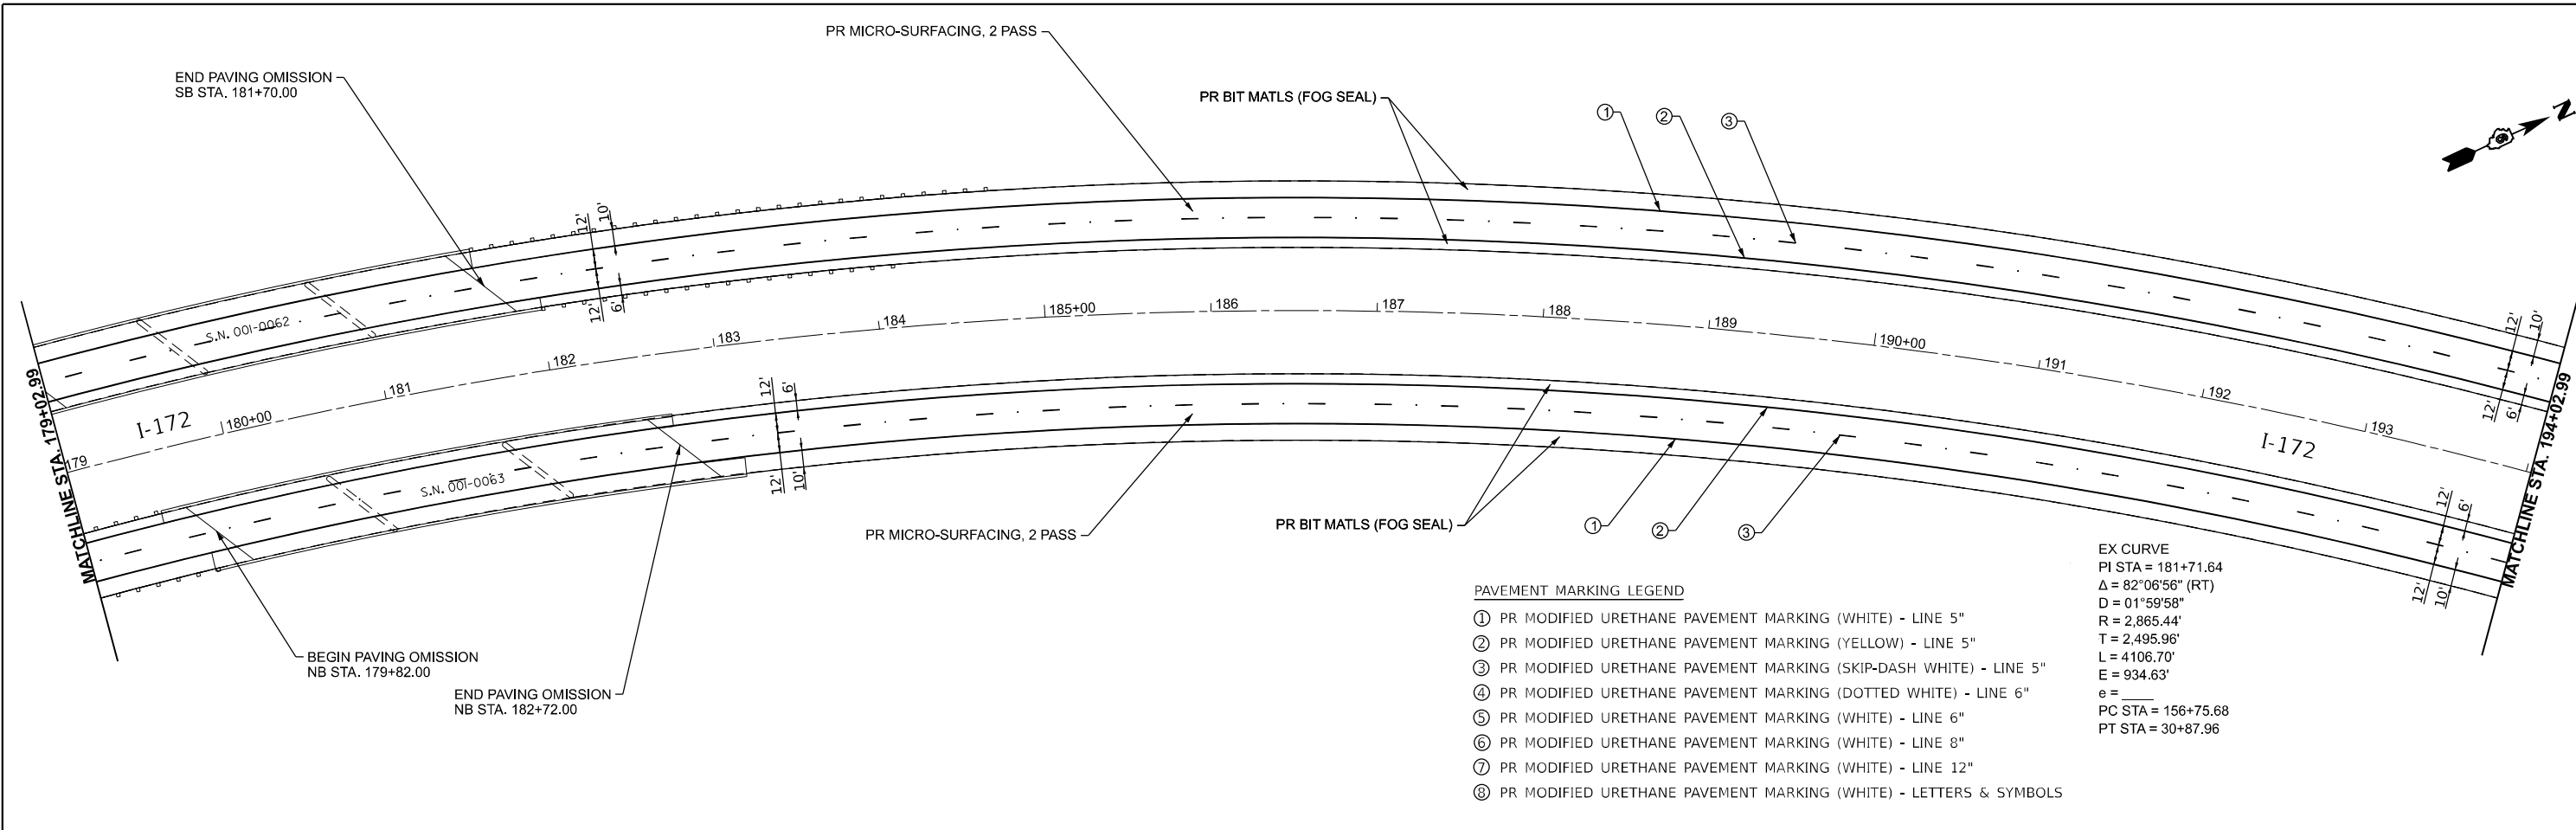 PR MICRO-SURFACING, 2 PASS
END PAVING OMISSION
SB STA. 181+70.00
PR BIT MATLS (FOG SEAL)
1
2
3
N
12'
10'
12'
6'
S.N. 001-0062
185+00
186
187
188
184
189
183
190+00
182
191
181
192
180+00
193
179
I-172
I-172
12'
10'
12'
6'
MATCHLINE STA. 179+02.99
MATCHLINE STA. 194+02.99
12'
6'
12'
10'
S.N. 001-0063
12'
6'
12'
10'
PR MICRO-SURFACING, 2 PASS
PR BIT MATLS (FOG SEAL)
1
2
3
BEGIN PAVING OMISSION
NB STA. 179+82.00
END PAVING OMISSION
NB STA. 182+72.00
PAVEMENT MARKING LEGEND
1 PR MODIFIED URETHANE PAVEMENT MARKING (WHITE) - LINE 5"
2 PR MODIFIED URETHANE PAVEMENT MARKING (YELLOW) - LINE 5"
3 PR MODIFIED URETHANE PAVEMENT MARKING (SKIP-DASH WHITE) - LINE 5"
4 PR MODIFIED URETHANE PAVEMENT MARKING (DOTTED WHITE) - LINE 6"
5 PR MODIFIED URETHANE PAVEMENT MARKING (WHITE) - LINE 6"
6 PR MODIFIED URETHANE PAVEMENT MARKING (WHITE) - LINE 8"
7 PR MODIFIED URETHANE PAVEMENT MARKING (WHITE) - LINE 12"
8 PR MODIFIED URETHANE PAVEMENT MARKING (WHITE) - LETTERS & SYMBOLS
EX CURVE
PI STA = 181+71.64
Δ = 82°06'56" (RT)
D = 01°59'58"
R = 2,865.44'
T = 2,495.96'
L = 4106.70'
E = 934.63'
e = ____
PC STA = 156+75.68
PT STA = 30+87.96